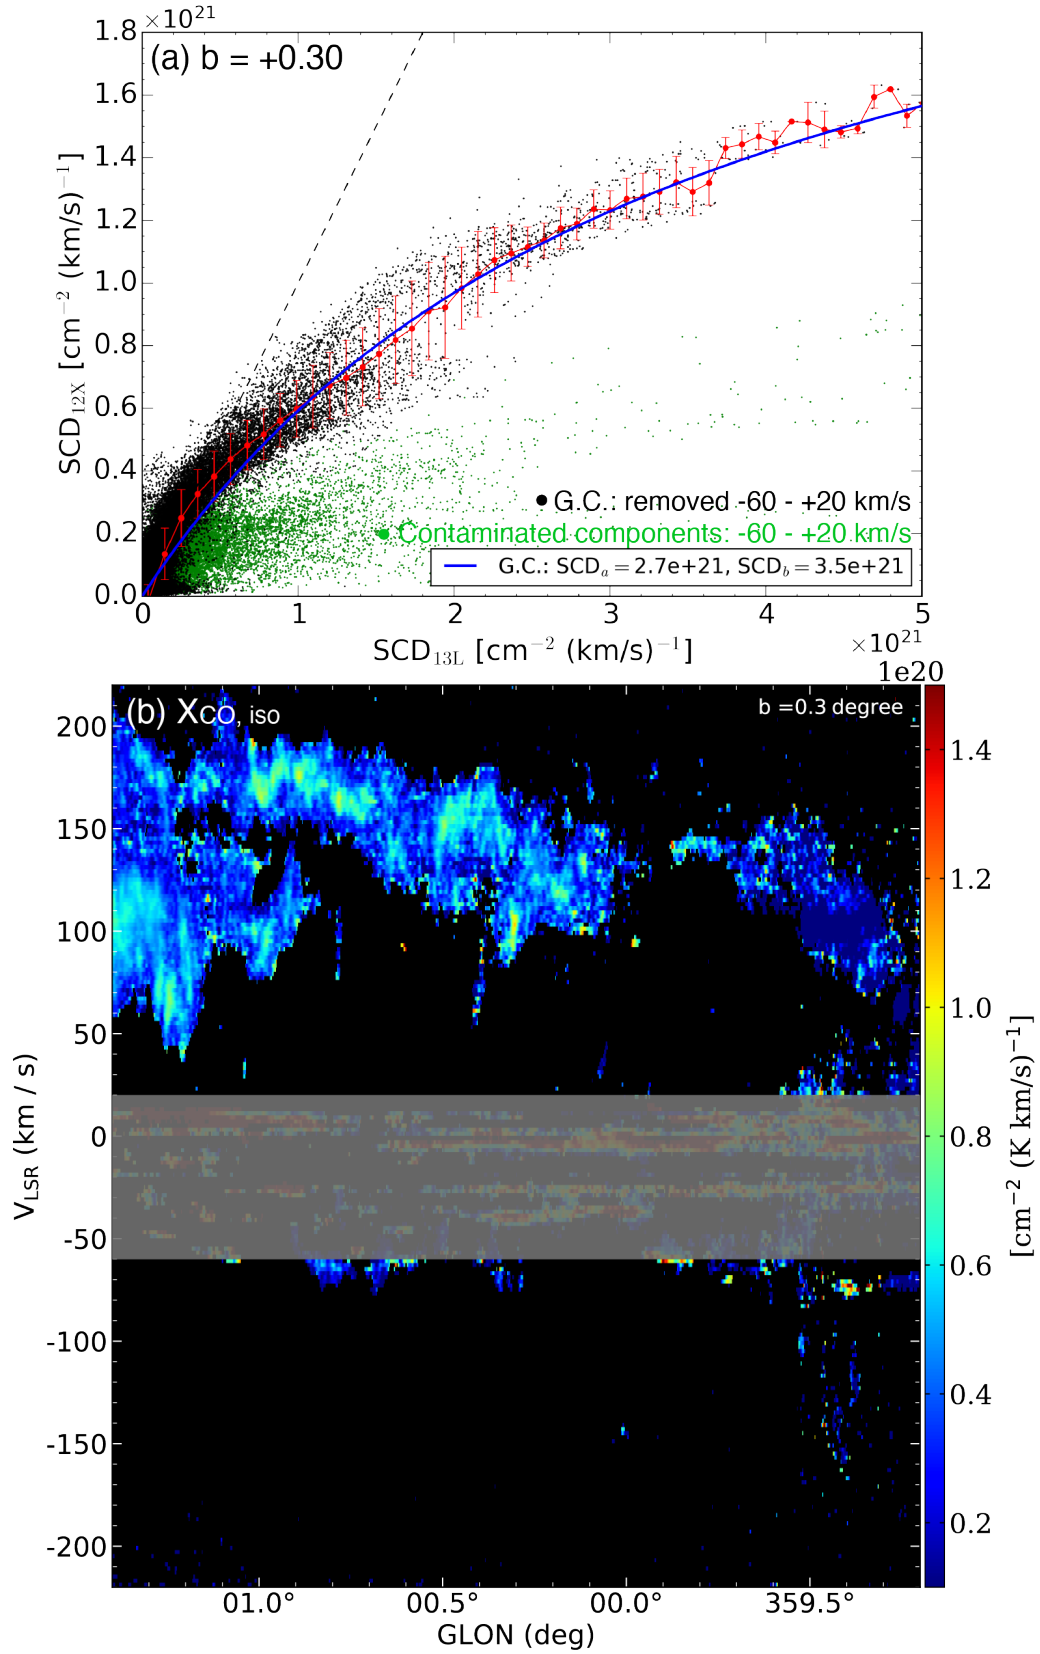 ×10²¹
1.8
(a) b = +0.30
1.6
1.4
1.2
1.0
0.8
0.6
0.4
0.2
0.0
SCD₁₂X [cm⁻² (km/s)⁻¹]
G.C.: removed -60 - +20 km/s
Contaminated components: -60 - +20 km/s
G.C.: SCDₐ = 2.7e+21, SCD_b = 3.5e+21
0 1 2 3 4 5
×10²¹
SCD₁₃L [cm⁻² (km/s)⁻¹]
1e20
(b) XCO, iso
b =0.3 degree
200
150
100
50
0
-50
-100
-150
-200
V_LSR (km / s)
1.4
1.2
1.0
0.8
0.6
0.4
0.2
[cm⁻² (K km/s)⁻¹]
01.0° 00.5° 00.0° 359.5°
GLON (deg)